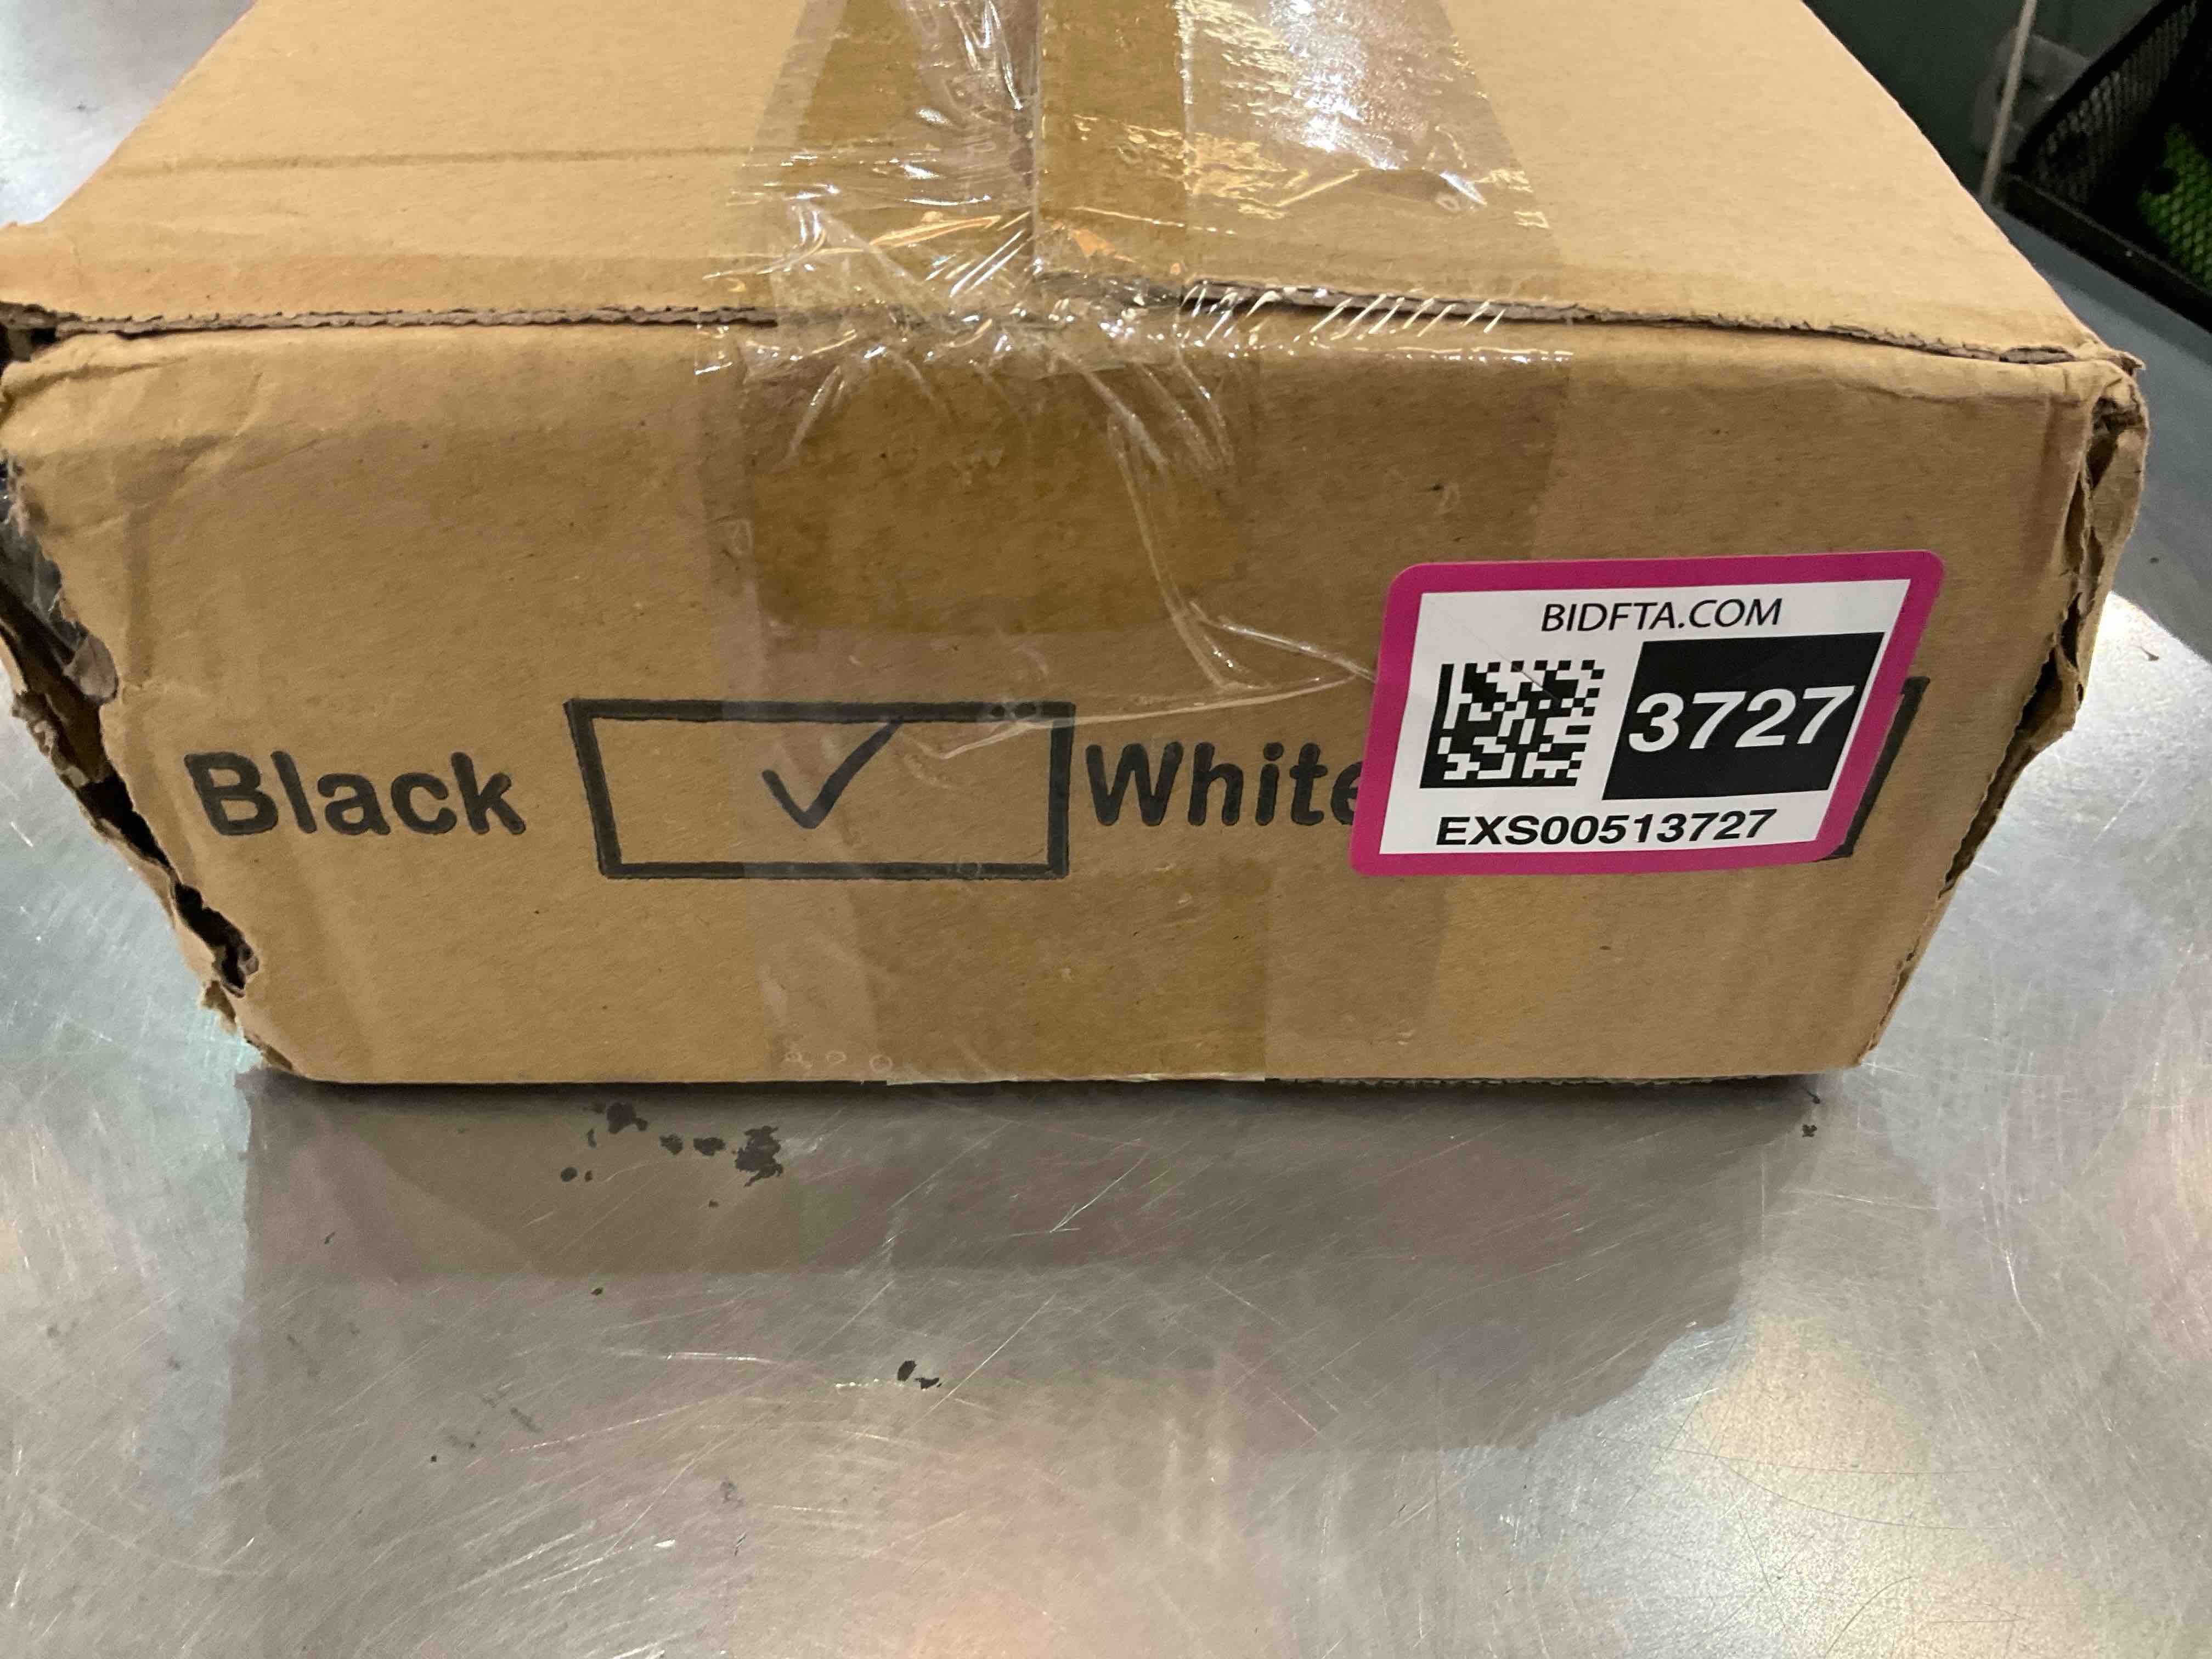 BIDFTA.COM
3727
Black ✓ White
EXS00513727